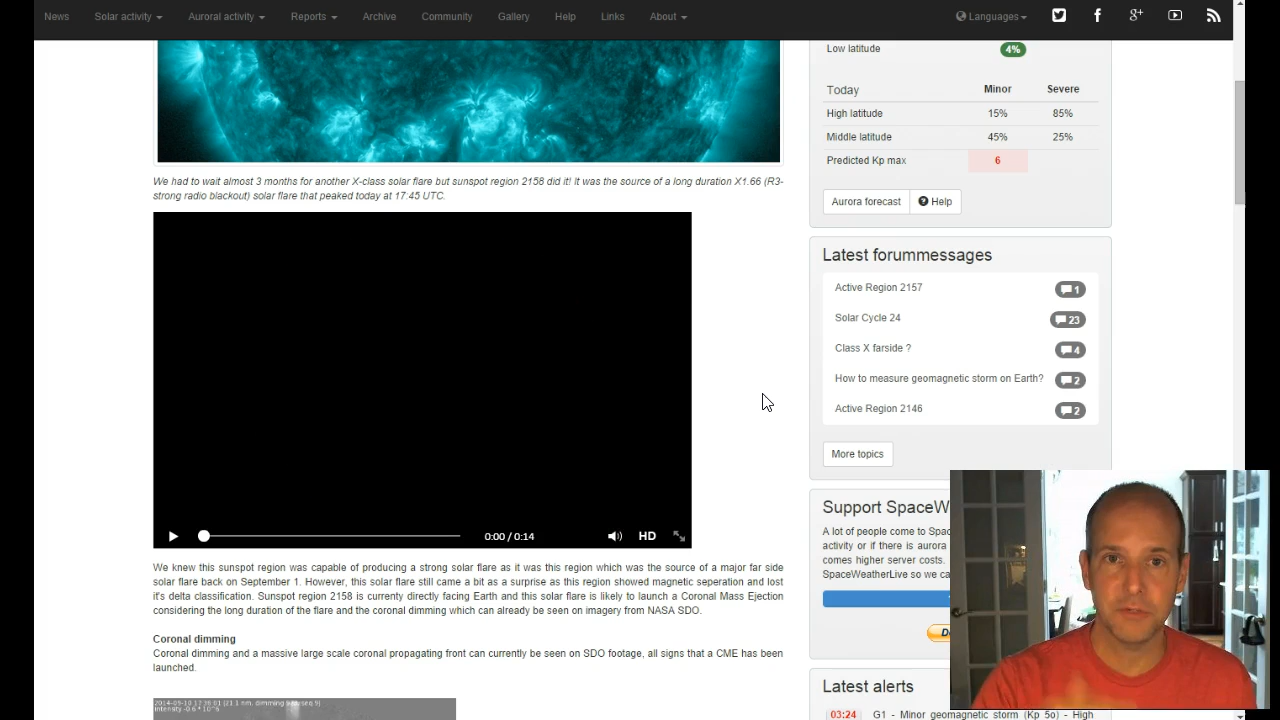 News Solar activity Auroral activity Reports Archive Community Gallery Help Links About Languages
We had to wait almost 3 months for another X-class solar flare but sunspot region 2158 did it! It was the source of a long duration X1.66 (R3-
strong radio blackout) solar flare that peaked today at 17:45 UTC.
0:00 / 0:14 HD
We knew this sunspot region was capable of producing a strong solar flare as it was this region which was the source of a major far side
solar flare back on September 1. However, this solar flare still came a bit as a surprise as this region showed magnetic seperation and lost
it's delta classification. Sunspot region 2158 is currently directly facing Earth and this solar flare is likely to launch a Coronal Mass Ejection
considering the long duration of the flare and the coronal dimming which can already be seen on imagery from NASA SDO.
Coronal dimming
Coronal dimming and a massive large scale coronal propagating front can currently be seen on SDO footage, all signs that a CME has been
launched.
Low latitude 4%
Today Minor Severe
High latitude 15% 85%
Middle latitude 45% 25%
Predicted Kp max 6
Aurora forecast Help
Latest forummessages
Active Region 2157 1
Solar Cycle 24 23
Class X farside ? 4
How to measure geomagnetic storm on Earth? 2
Active Region 2146 2
More topics
Support SpaceW
A lot of people come to Spac
activity or if there is aurora
comes higher server costs.
SpaceWeatherLive so we ca
Latest alerts
03:24 G1 - Minor geomagnetic storm (Kp 5o) - High